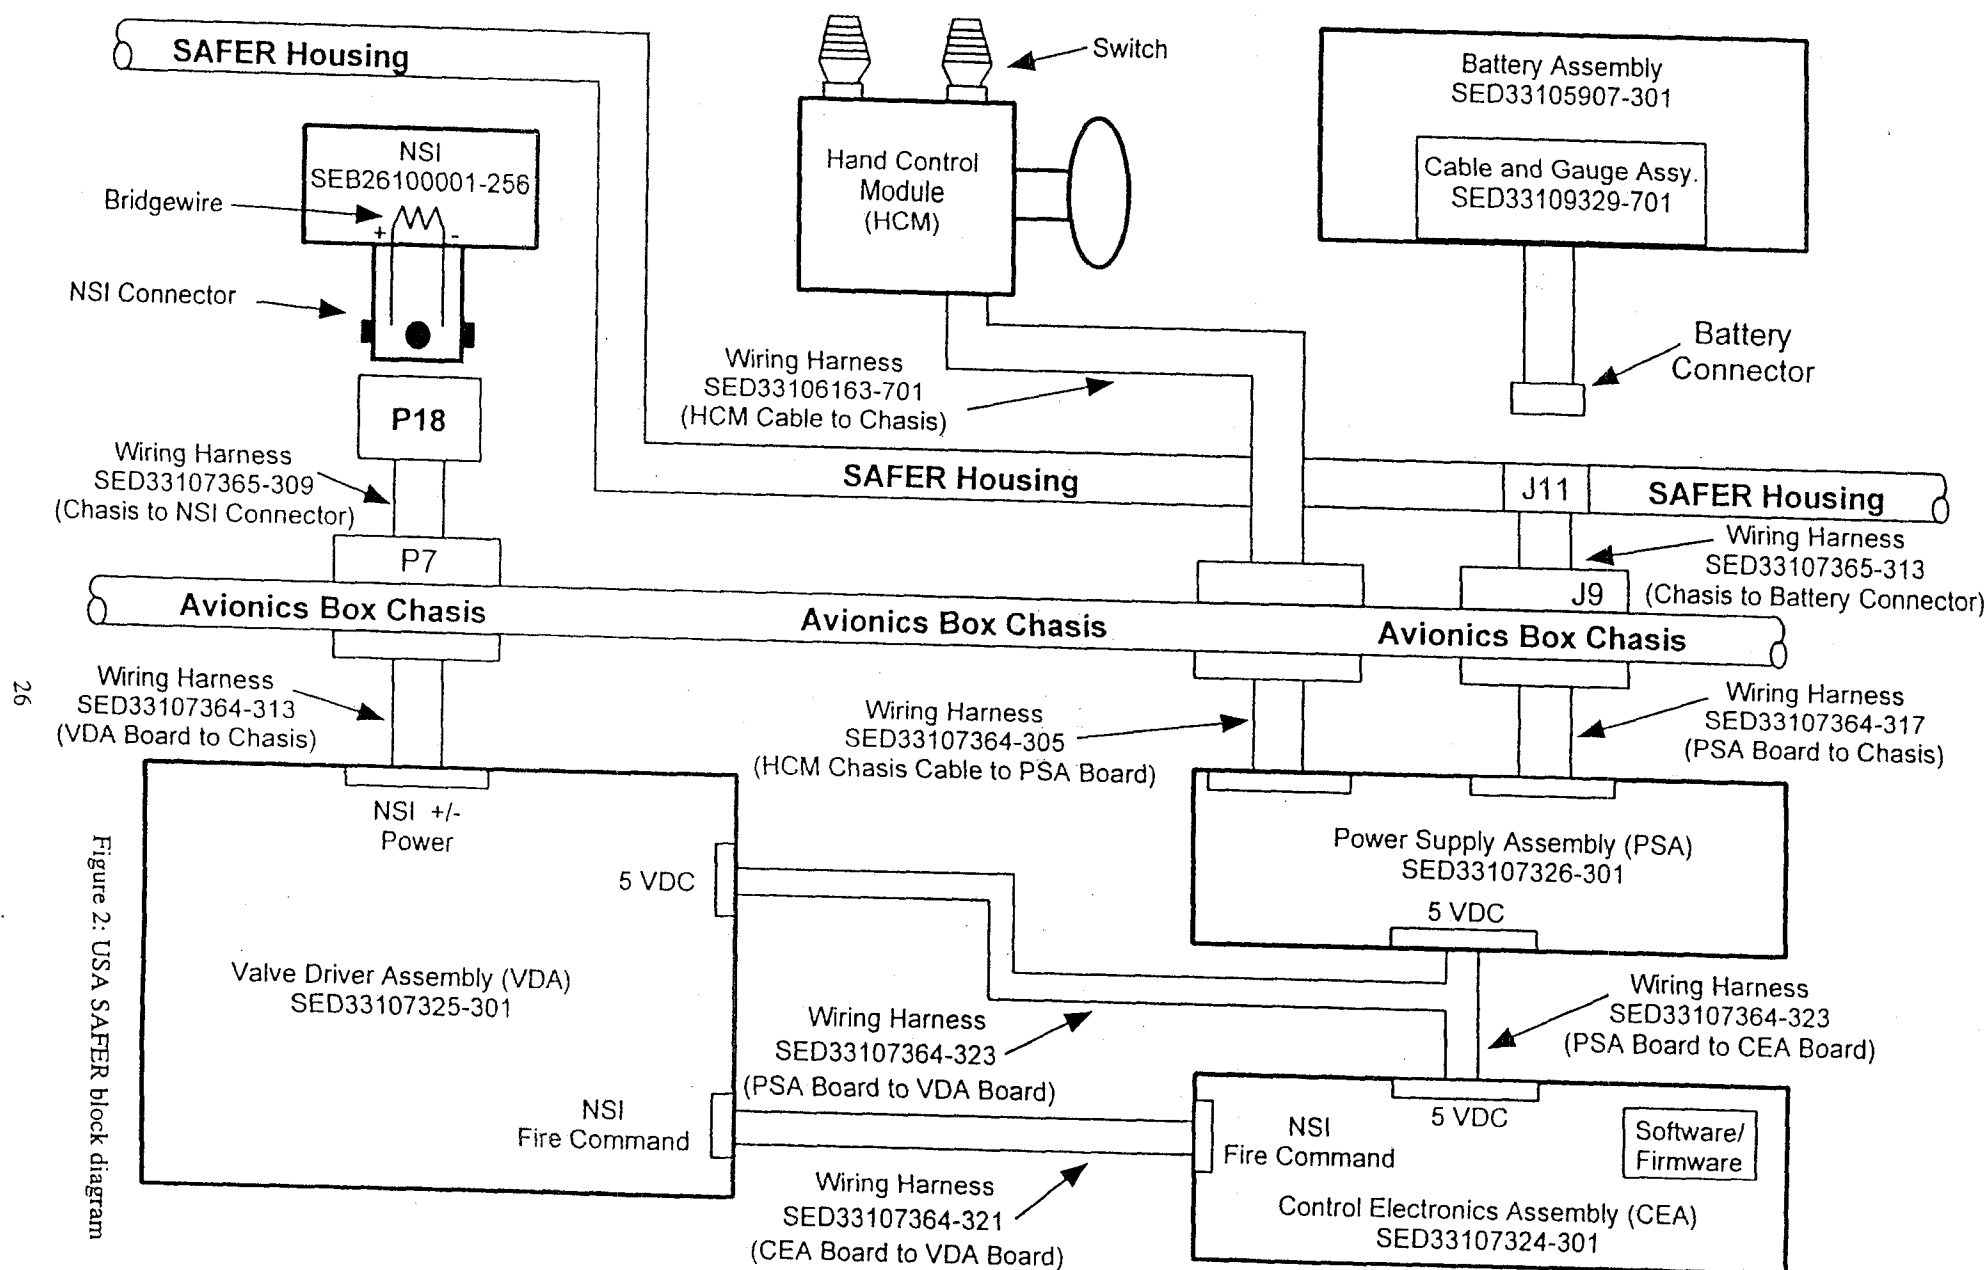 SAFER Housing
Switch
Battery Assembly
SED33105907-301
Cable and Gauge Assy.
SED33109329-701
NSI
SEB26100001-256
Bridgewire
+ -
NSI Connector
Hand Control
Module
(HCM)
Battery
Connector
Wiring Harness
SED33106163-701
(HCM Cable to Chasis)
P18
Wiring Harness
SED33107365-309
(Chasis to NSI Connector)
SAFER Housing
J11
SAFER Housing
Wiring Harness
SED33107365-313
(Chasis to Battery Connector)
P7
J9
Avionics Box Chasis
Avionics Box Chasis
Avionics Box Chasis
Wiring Harness
SED33107364-313
(VDA Board to Chasis)
Wiring Harness
SED33107364-305
(HCM Chasis Cable to PSA Board)
Wiring Harness
SED33107364-317
(PSA Board to Chasis)
NSI +/-
Power
5 VDC
Valve Driver Assembly (VDA)
SED33107325-301
Power Supply Assembly (PSA)
SED33107326-301
5 VDC
Wiring Harness
SED33107364-323
(PSA Board to VDA Board)
Wiring Harness
SED33107364-323
(PSA Board to CEA Board)
NSI
Fire Command
NSI
Fire Command
5 VDC
Software/
Firmware
Wiring Harness
SED33107364-321
(CEA Board to VDA Board)
Control Electronics Assembly (CEA)
SED33107324-301
Figure 2: USA SAFER block diagram
26